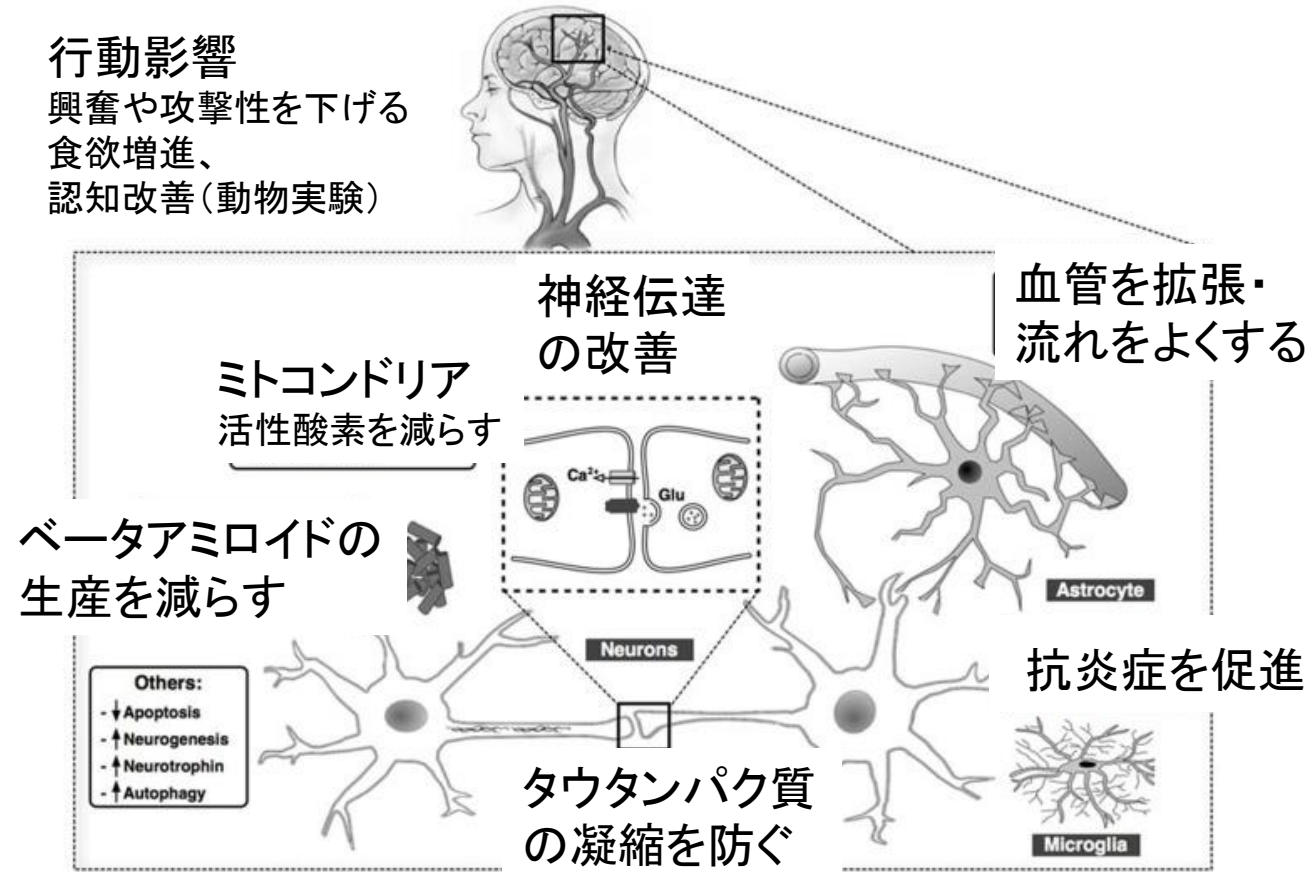 行動影響
興奮や攻撃性を下げる
食欲増進、
認知改善（動物実験）
神経伝達
の改善
血管を拡張・
流れをよくする
ミトコンドリア
活性酸素を減らす
Ca²⁺
Glu
ベータアミロイドの
生産を減らす
Astrocyte
Neurons
抗炎症を促進
Others:
- ↓Apoptosis
- ↑Neurogenesis
- ↑Neurotrophin
- ↑Autophagy
タウタンパク質
の凝縮を防ぐ
Microglia